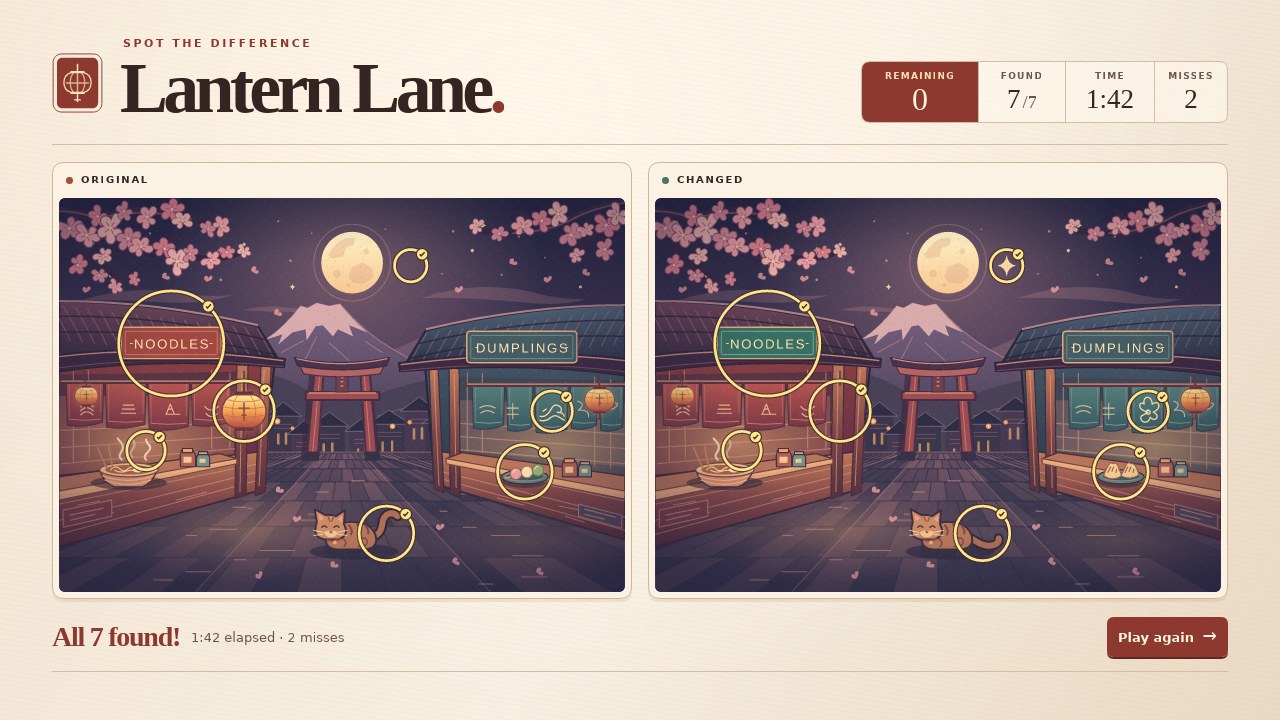 SPOT THE DIFFERENCE
Lantern Lane.
REMAINING
0
FOUND
7/7
TIME
1:42
MISSES
2
ORIGINAL
NOODLES
DUMPLINGS
CHANGED
NOODLES
DUMPLINGS
All 7 found!
1:42 elapsed · 2 misses
Play again →